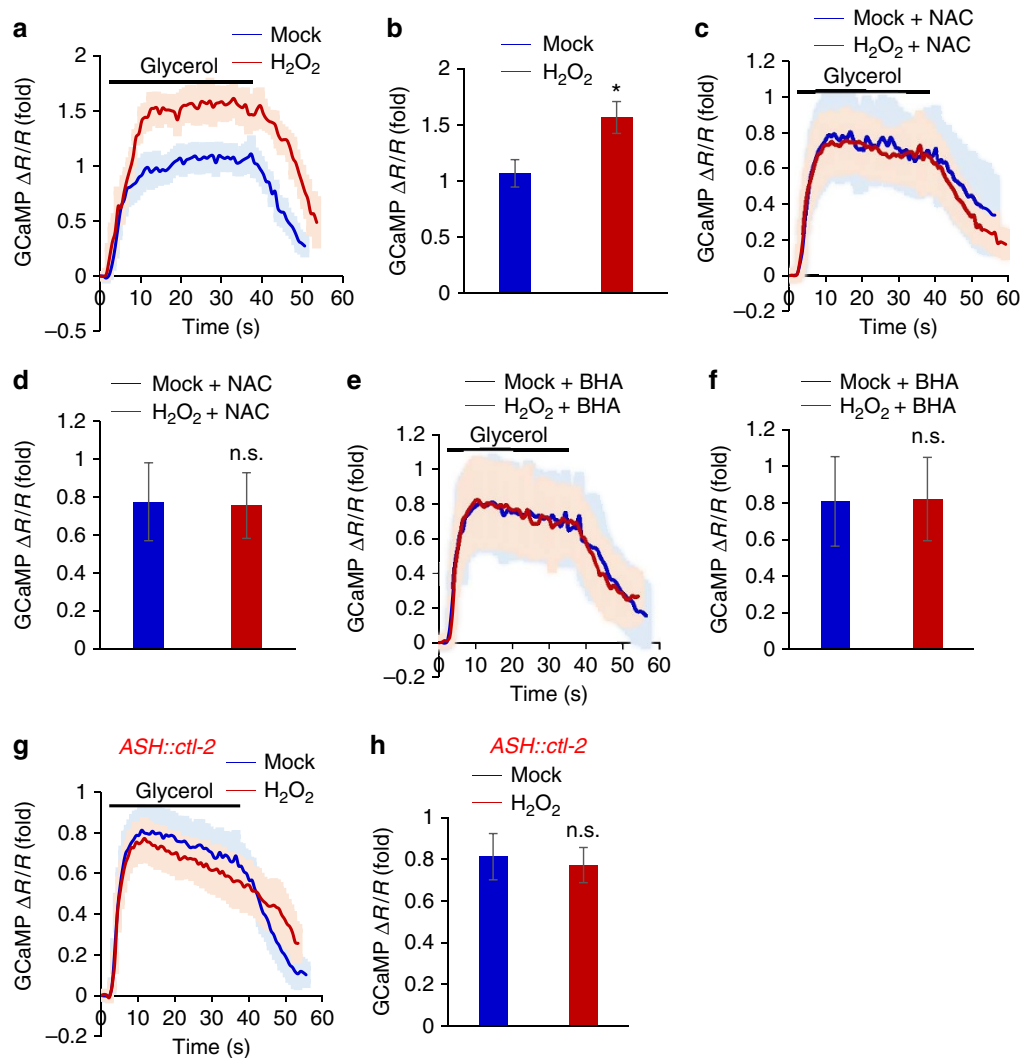 a
Mock
H₂O₂
Glycerol
GCaMP ΔR/R (fold)
2
1.5
1
0.5
0
–0.5
0 10 20 30 40 50 60
Time (s)
b
Mock
H₂O₂
*
GCaMP ΔR/R (fold)
2
1.5
1
0.5
0
c
Mock + NAC
H₂O₂ + NAC
Glycerol
GCaMP ΔR/R (fold)
1
0.8
0.6
0.4
0.2
0
–0.2
0 10 20 30 40 50 60
Time (s)
d
Mock + NAC
H₂O₂ + NAC
n.s.
GCaMP ΔR/R (fold)
1.2
1
0.8
0.6
0.4
0.2
0
e
Mock + BHA
H₂O₂ + BHA
Glycerol
GCaMP ΔR/R (fold)
1.2
1
0.8
0.6
0.4
0.2
0
–0.2
0 10 20 30 40 50 60
Time (s)
f
Mock + BHA
H₂O₂ + BHA
n.s.
GCaMP ΔR/R (fold)
1.2
1
0.8
0.6
0.4
0.2
0
g
ASH::ctl-2
Mock
H₂O₂
Glycerol
GCaMP ΔR/R (fold)
1
0.8
0.6
0.4
0.2
0
–0.2
0 10 20 30 40 50 60
Time (s)
h
ASH::ctl-2
Mock
H₂O₂
n.s.
GCaMP ΔR/R (fold)
1
0.8
0.6
0.4
0.2
0